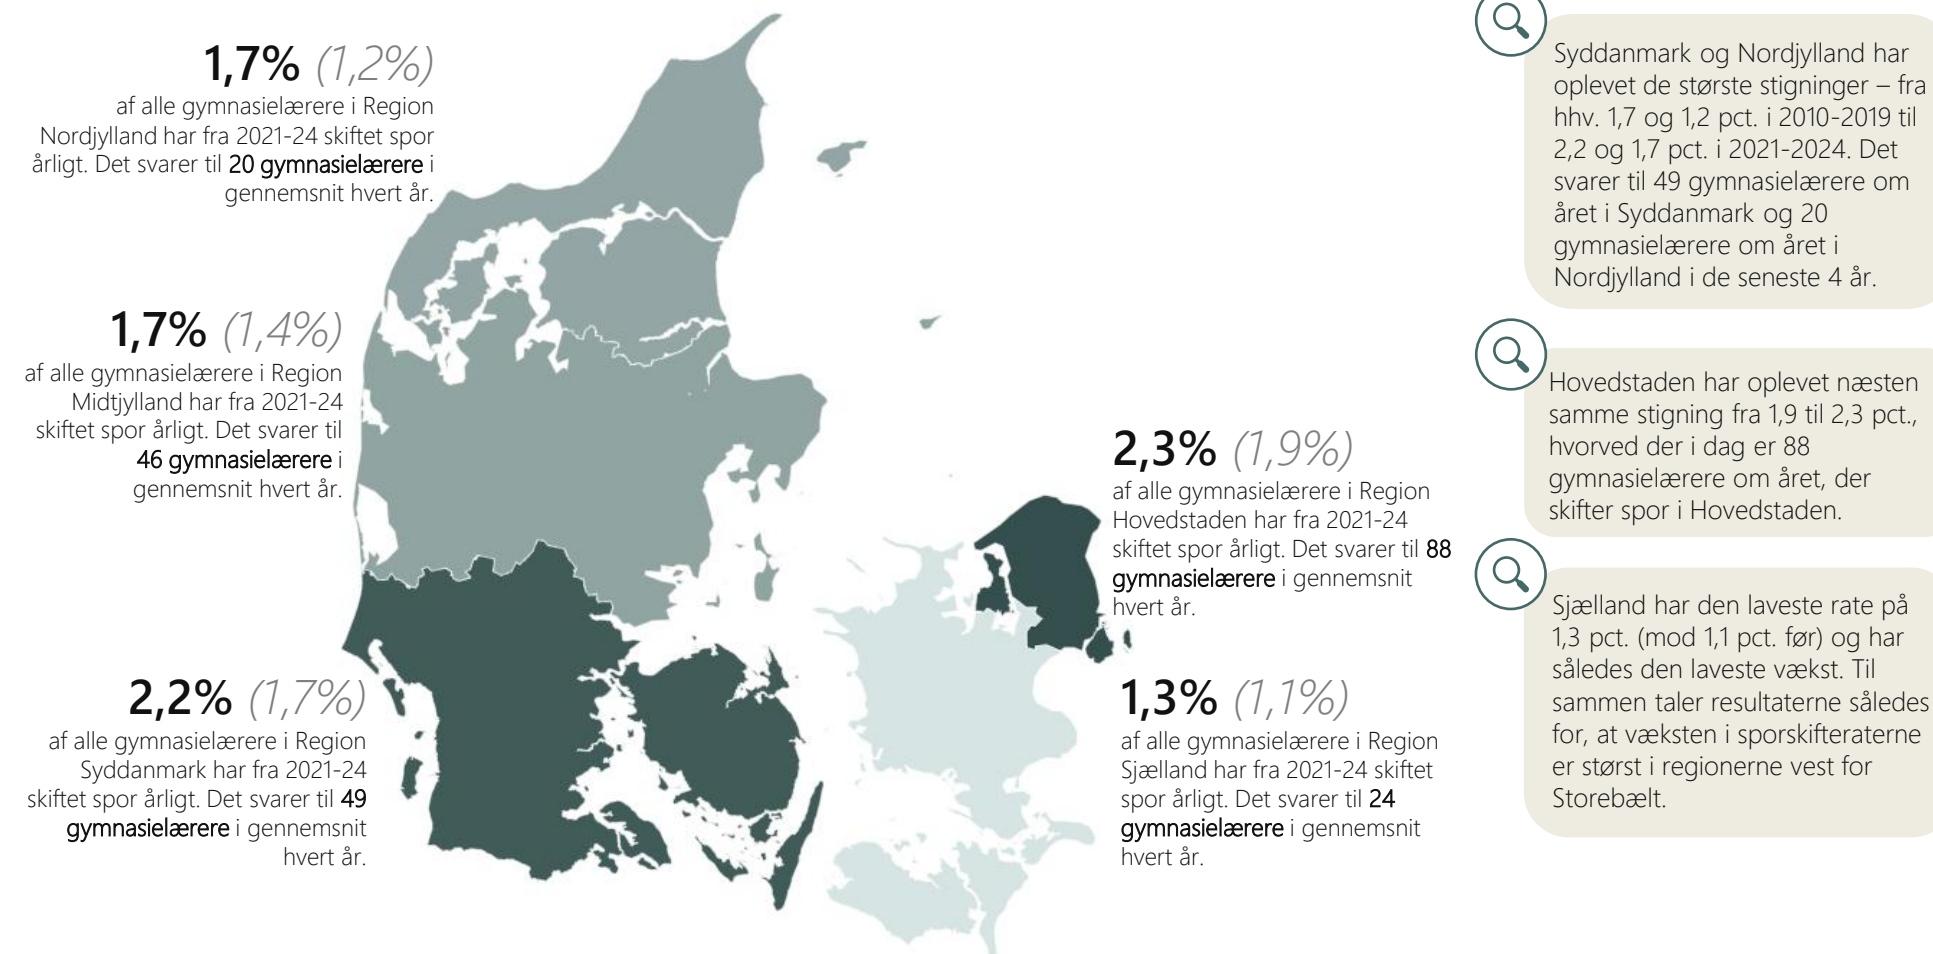 1,7% (1,2%)
af alle gymnasielærere i Region
Nordjylland har fra 2021-24 skiftet spor
årligt. Det svarer til 20 gymnasielærere i
gennemsnit hvert år.
1,7% (1,4%)
af alle gymnasielærere i Region
Midtjylland har fra 2021-24
skiftet spor årligt. Det svarer til
46 gymnasielærere i
gennemsnit hvert år.
2,2% (1,7%)
af alle gymnasielærere i Region
Syddanmark har fra 2021-24
skiftet spor årligt. Det svarer til 49
gymnasielærere i gennemsnit
hvert år.
2,3% (1,9%)
af alle gymnasielærere i Region
Hovedstaden har fra 2021-24
skiftet spor årligt. Det svarer til 88
gymnasielærere i gennemsnit
hvert år.
1,3% (1,1%)
af alle gymnasielærere i Region
Sjælland har fra 2021-24 skiftet
spor årligt. Det svarer til 24
gymnasielærere i gennemsnit
hvert år.
Syddanmark og Nordjylland har
oplevet de største stigninger – fra
hhv. 1,7 og 1,2 pct. i 2010-2019 til
2,2 og 1,7 pct. i 2021-2024. Det
svarer til 49 gymnasielærere om
året i Syddanmark og 20
gymnasielærere om året i
Nordjylland i de seneste 4 år.
Hovedstaden har oplevet næsten
samme stigning fra 1,9 til 2,3 pct.,
hvorved der i dag er 88
gymnasielærere om året, der
skifter spor i Hovedstaden.
Sjælland har den laveste rate på
1,3 pct. (mod 1,1 pct. før) og har
således den laveste vækst. Til
sammen taler resultaterne således
for, at væksten i sporskifteraterne
er størst i regionerne vest for
Storebælt.